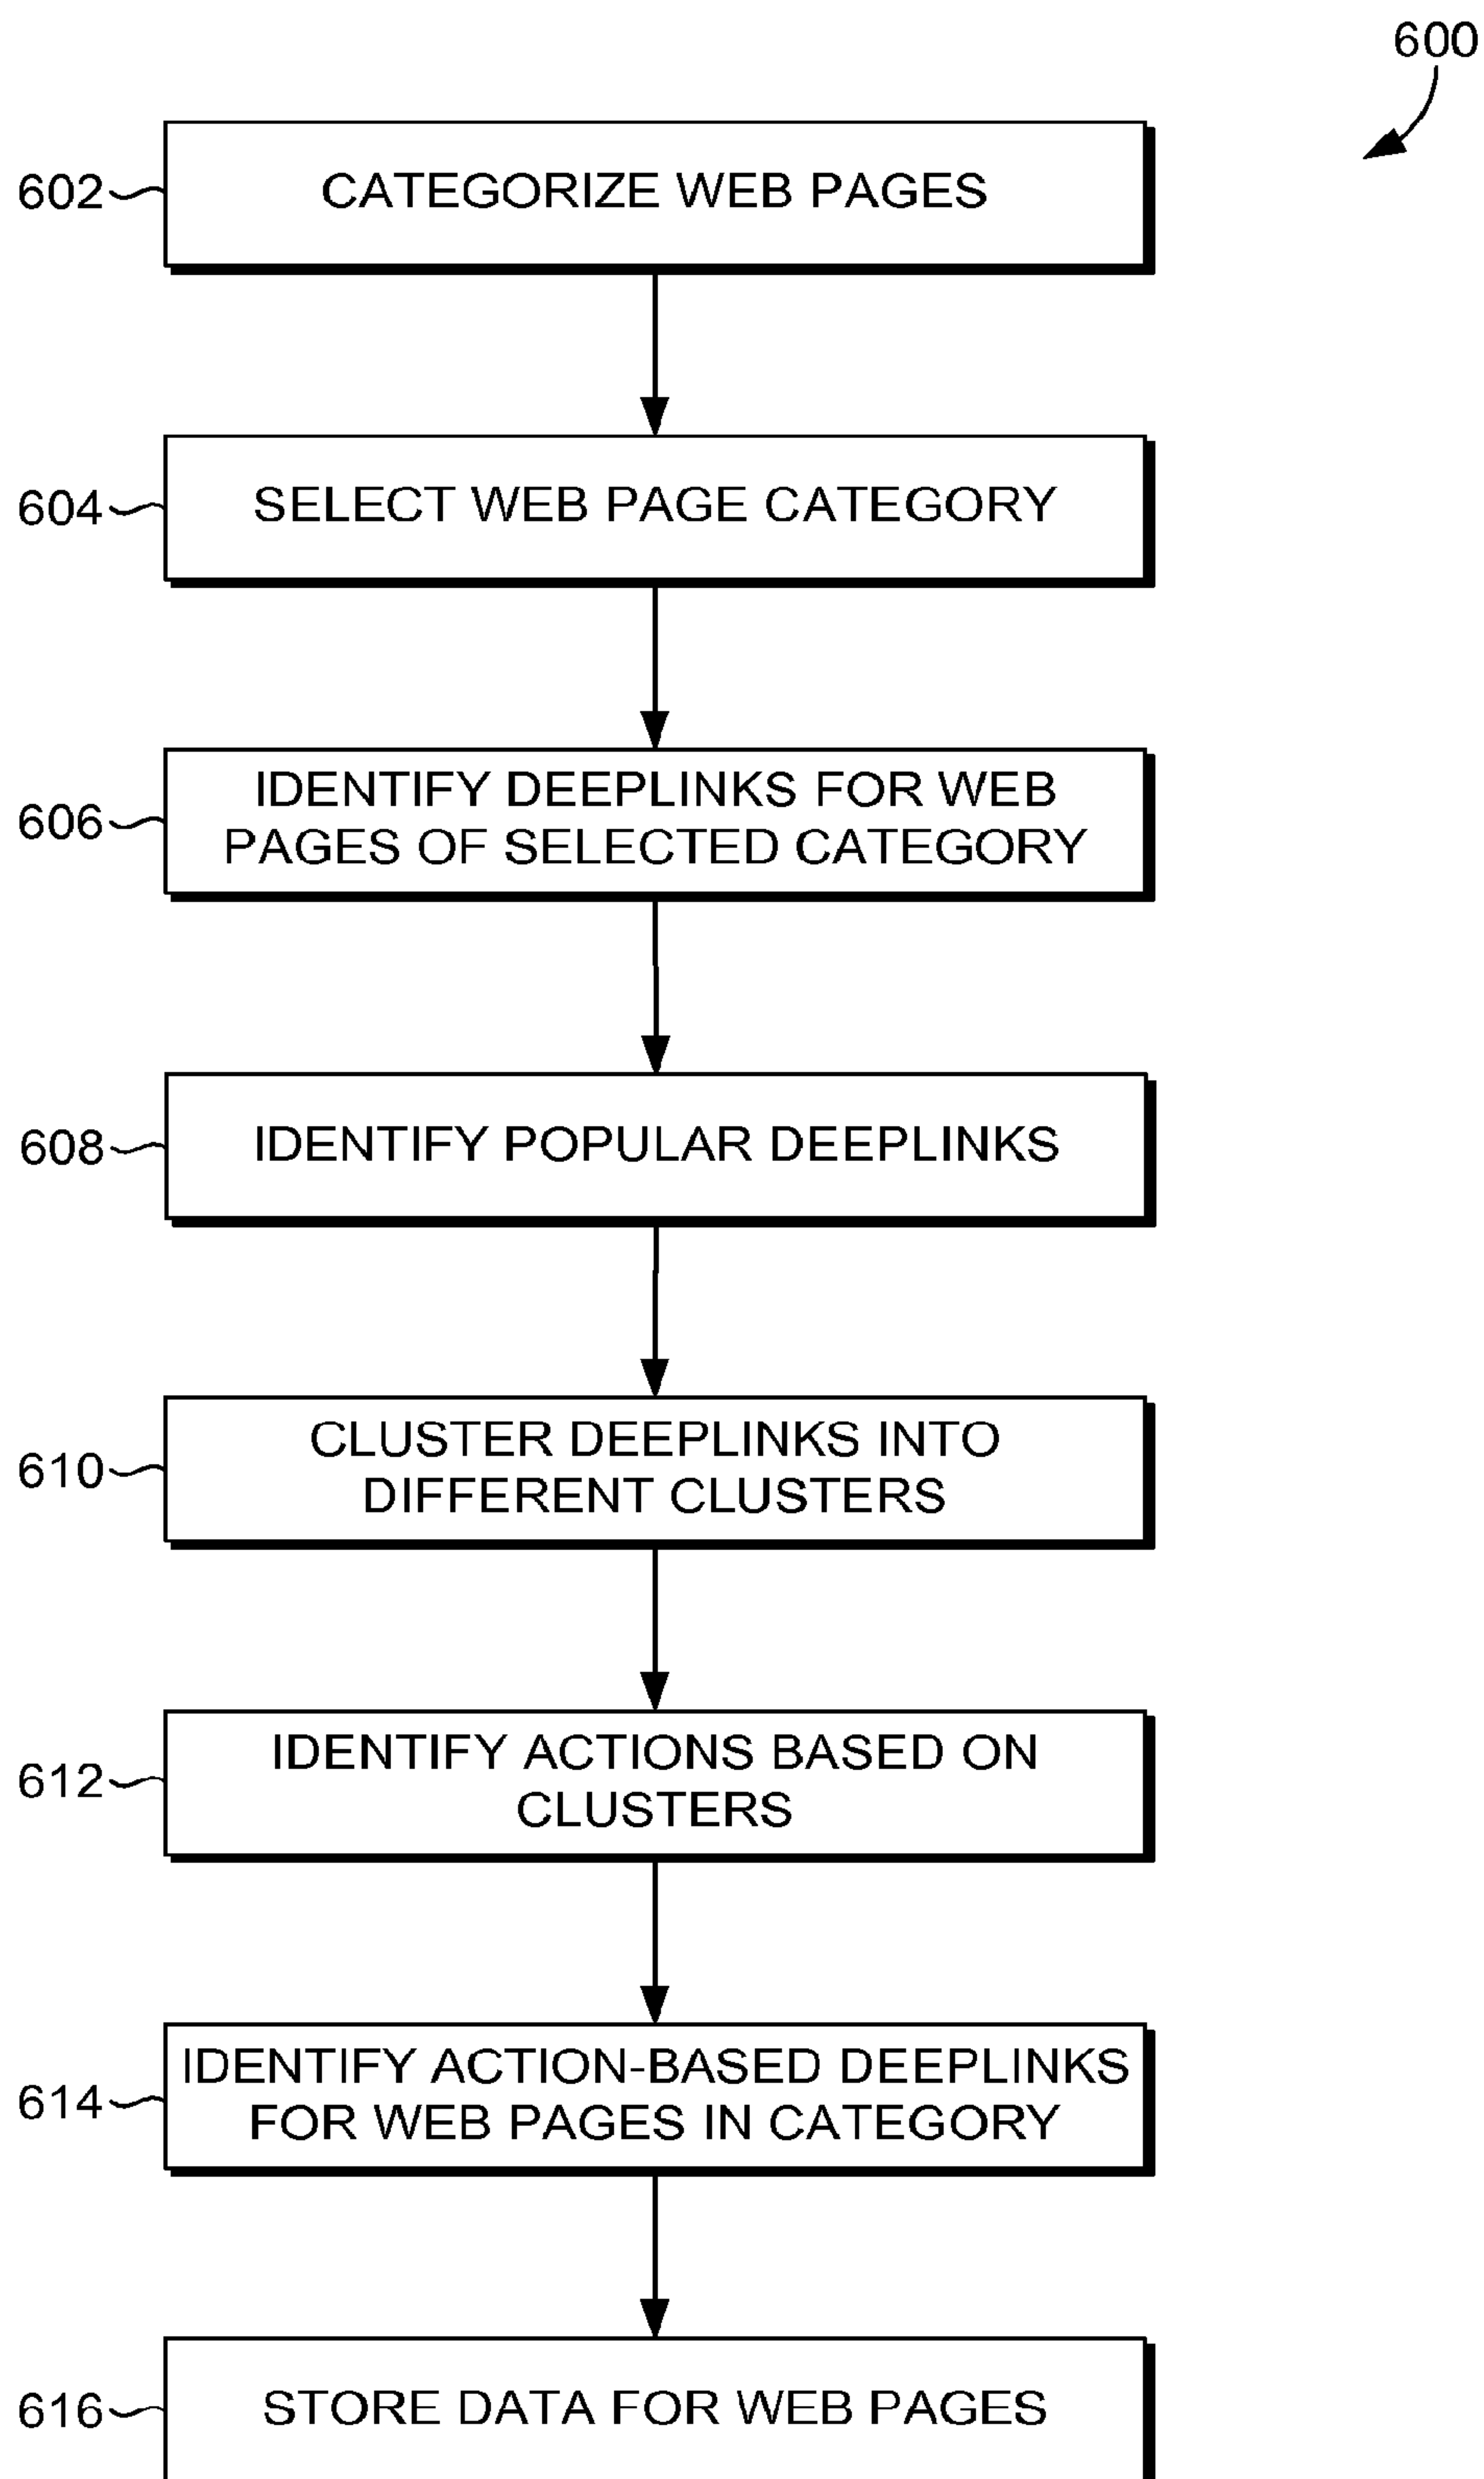 600
602
CATEGORIZE WEB PAGES
604
SELECT WEB PAGE CATEGORY
606
IDENTIFY DEEPLINKS FOR WEB
PAGES OF SELECTED CATEGORY
608
IDENTIFY POPULAR DEEPLINKS
610
CLUSTER DEEPLINKS INTO
DIFFERENT CLUSTERS
612
IDENTIFY ACTIONS BASED ON
CLUSTERS
614
IDENTIFY ACTION-BASED DEEPLINKS
FOR WEB PAGES IN CATEGORY
616
STORE DATA FOR WEB PAGES